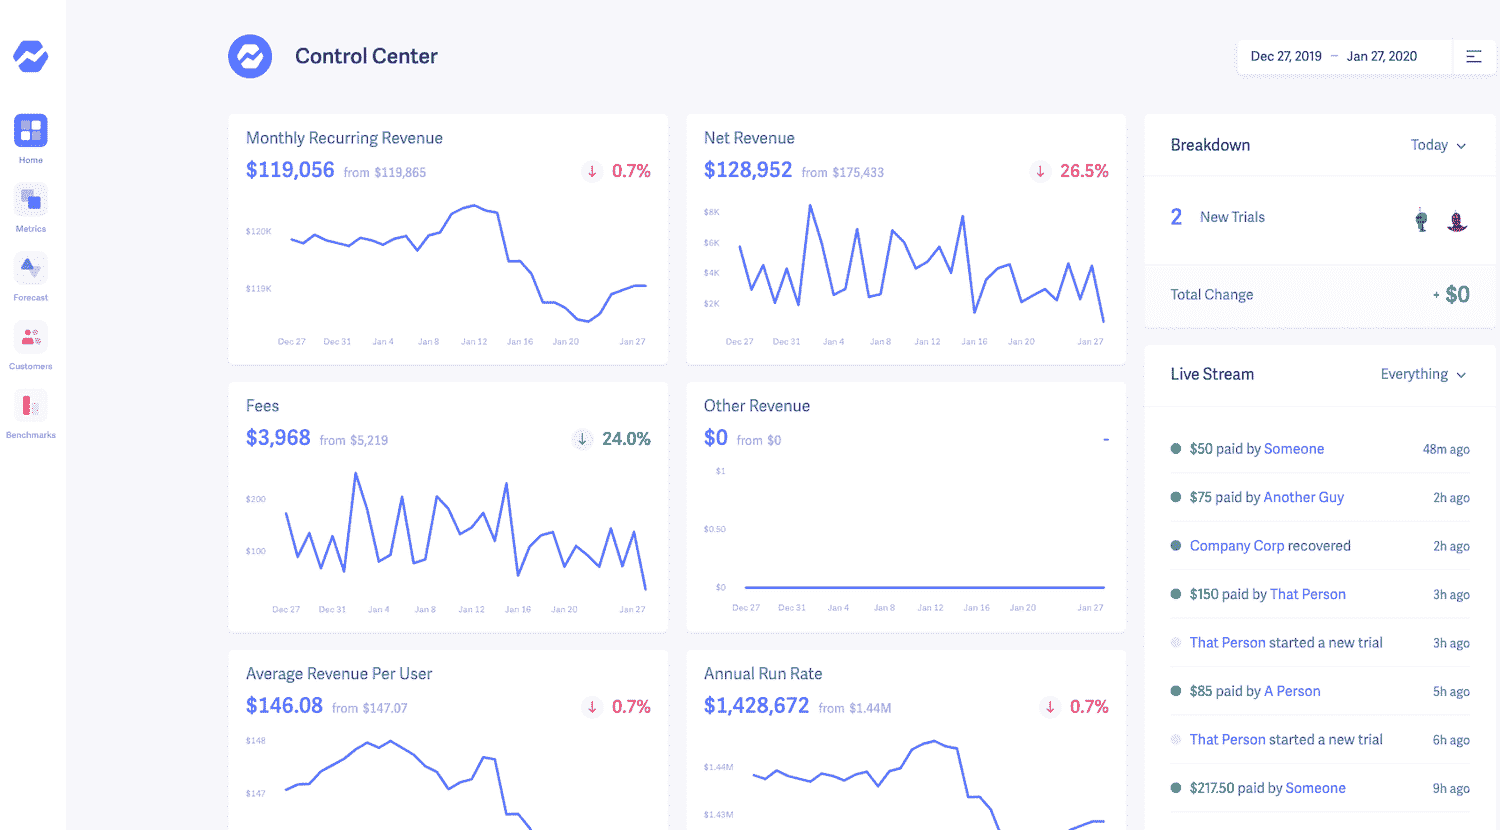 Control Center
Dec 27, 2019 – Jan 27, 2020
Home
Metrics
Forecast
Customers
Benchmarks
Monthly Recurring Revenue
$119,056 from $119,865
↓ 0.7%
$120K
$119K
Dec 27 Dec 31 Jan 4 Jan 8 Jan 12 Jan 16 Jan 20 Jan 27
Net Revenue
$128,952 from $175,433
↓ 26.5%
$8K
$6K
$4K
$2K
Dec 27 Dec 31 Jan 4 Jan 8 Jan 12 Jan 16 Jan 20 Jan 27
Fees
$3,968 from $5,219
↓ 24.0%
$200
$100
Dec 27 Dec 31 Jan 4 Jan 8 Jan 12 Jan 16 Jan 20 Jan 27
Other Revenue
$0 from $0
-
$1
$0.50
$0
Dec 27 Dec 31 Jan 4 Jan 8 Jan 12 Jan 16 Jan 20 Jan 27
Average Revenue Per User
$146.08 from $147.07
↓ 0.7%
$148
$147
Annual Run Rate
$1,428,672 from $1.44M
↓ 0.7%
$1.44M
$1.43M
Breakdown
Today
2 New Trials
Total Change
+ $0
Live Stream
Everything
$50 paid by Someone 48m ago
$75 paid by Another Guy 2h ago
Company Corp recovered 2h ago
$150 paid by That Person 3h ago
That Person started a new trial 3h ago
$85 paid by A Person 5h ago
That Person started a new trial 6h ago
$217.50 paid by Someone 9h ago